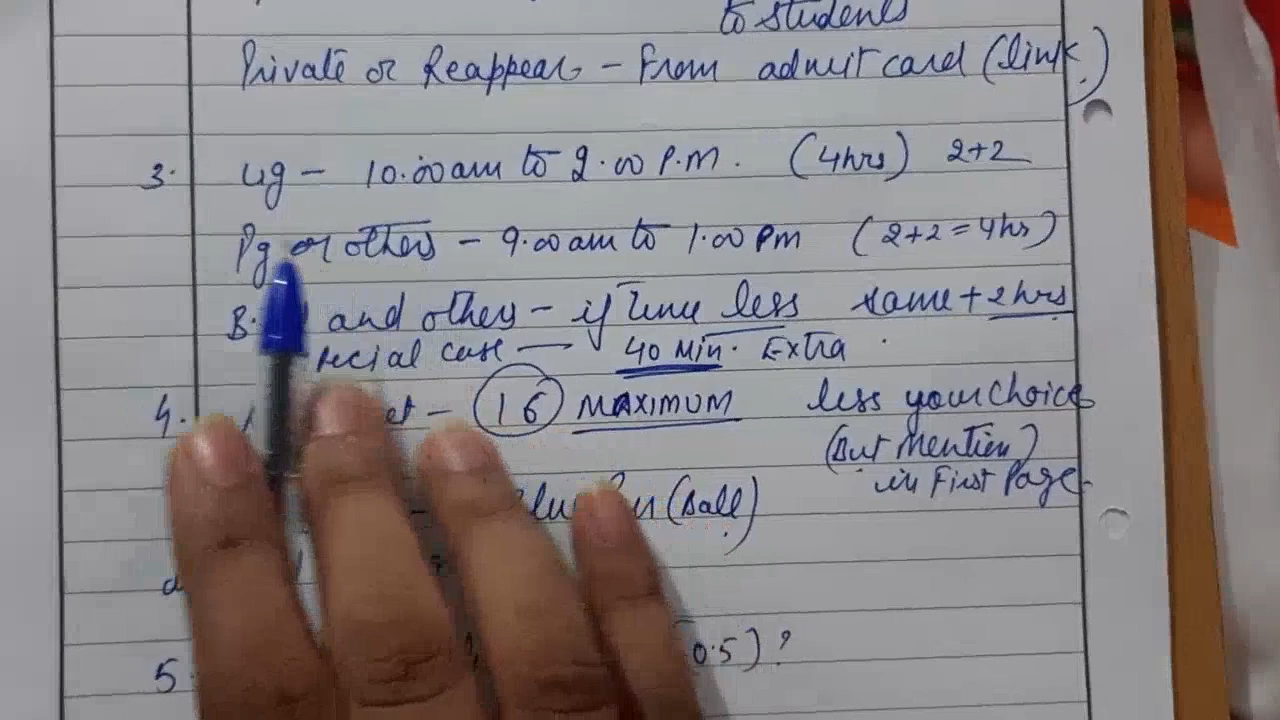 to students
Private or Reappear - From admit card (link)
3. Ug - 10.00am to 2.00 P.M. (4hrs) 2+2
Pg or others - 9.00am to 1.00 pm (2+2 = 4hr)
B. and others - if time less same + 2hrs
case - 40 Min. Extra
4. - 16 MAXIMUM less your choice
(But mention)
in First Page
(Ball)
5 0.5) ?